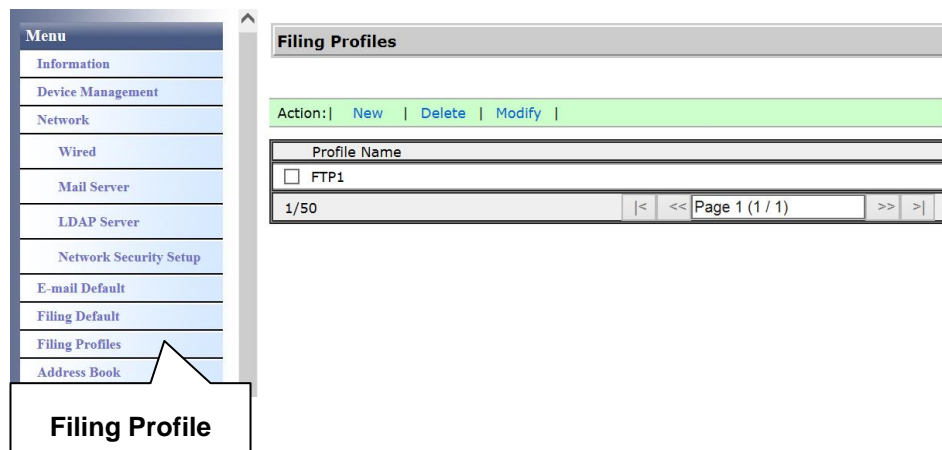 Menu
Information
Device Management
Network
Wired
Mail Server
LDAP Server
Network Security Setup
E-mail Default
Filing Default
Filing Profiles
Address Book
Filing Profile
Filing Profiles
Action:| New | Delete | Modify |
Profile Name
FTP1
1/50 |< << Page 1 (1 / 1) >> >|